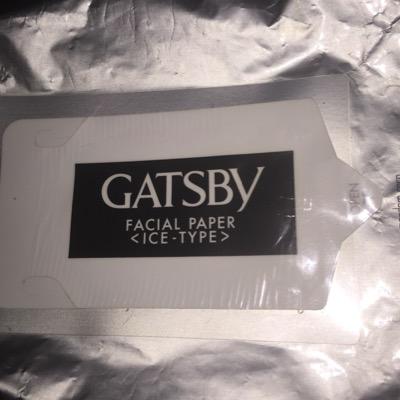 GATSBY
FACIAL PAPER
<ICE-TYPE>